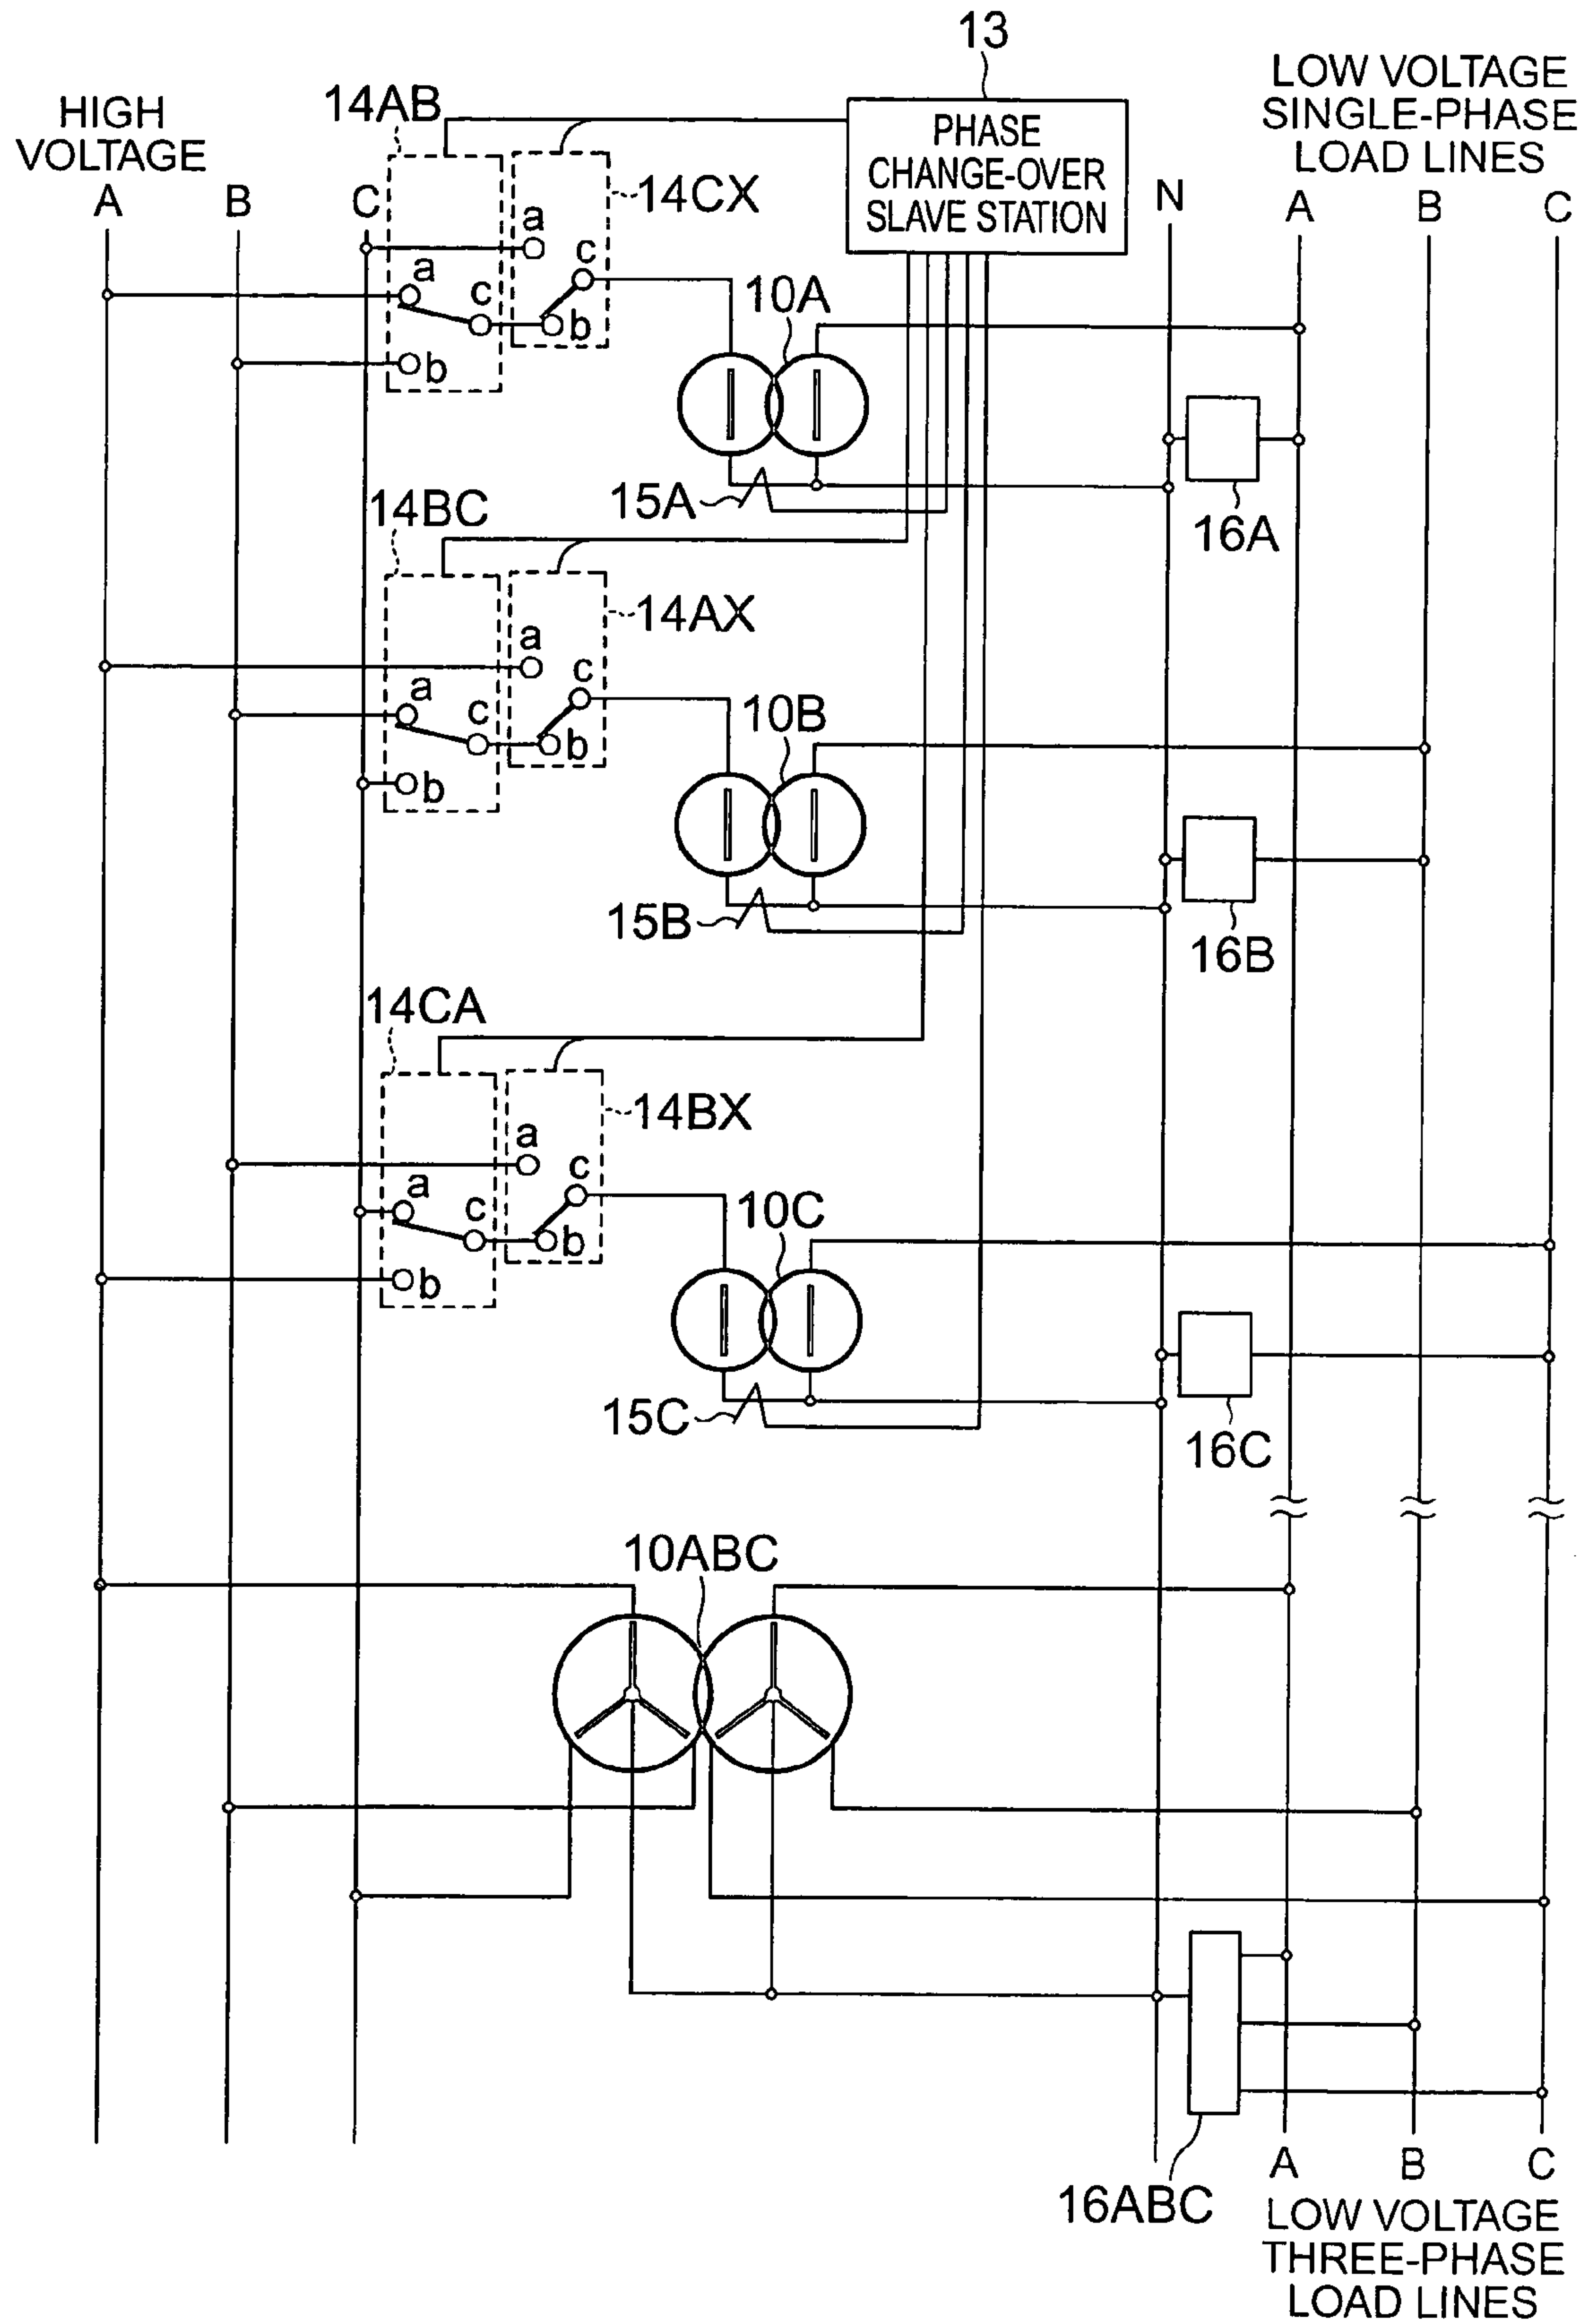 13
LOW VOLTAGE
SINGLE-PHASE
LOAD LINES
HIGH
VOLTAGE
14AB
PHASE
CHANGE-OVER
SLAVE STATION
A B C
14CX
N A B C
a
c
a
c
b
b
10A
15A
16A
14BC
14AX
a
c
a
c
b
b
10B
15B
16B
14CA
14BX
a
c
a
c
b
b
10C
15C
16C
10ABC
A B C
16ABC
LOW VOLTAGE
THREE-PHASE
LOAD LINES